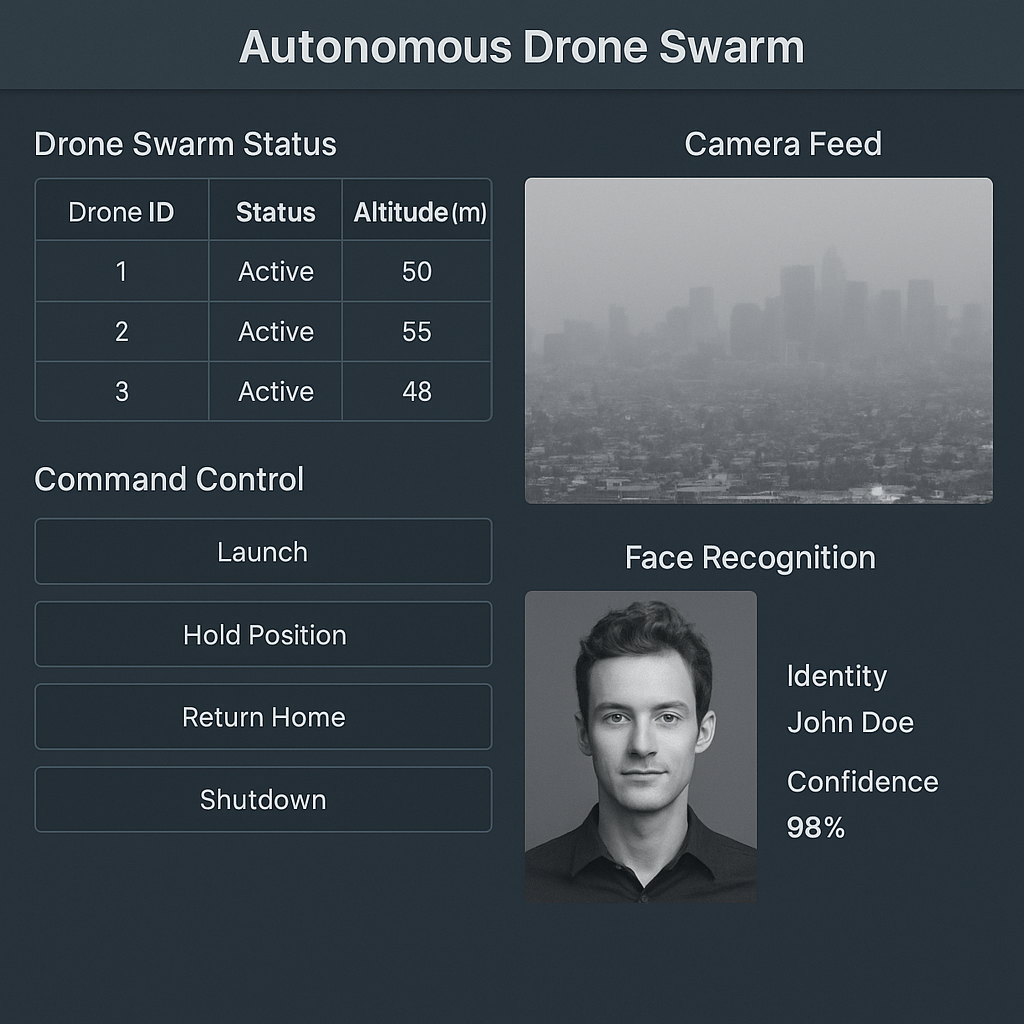 Autonomous Drone Swarm
Drone Swarm Status
Drone ID Status Altitude (m)
1 Active 50
2 Active 55
3 Active 48
Command Control
Launch
Hold Position
Return Home
Shutdown
Camera Feed
Face Recognition
Identity
John Doe
Confidence
98%